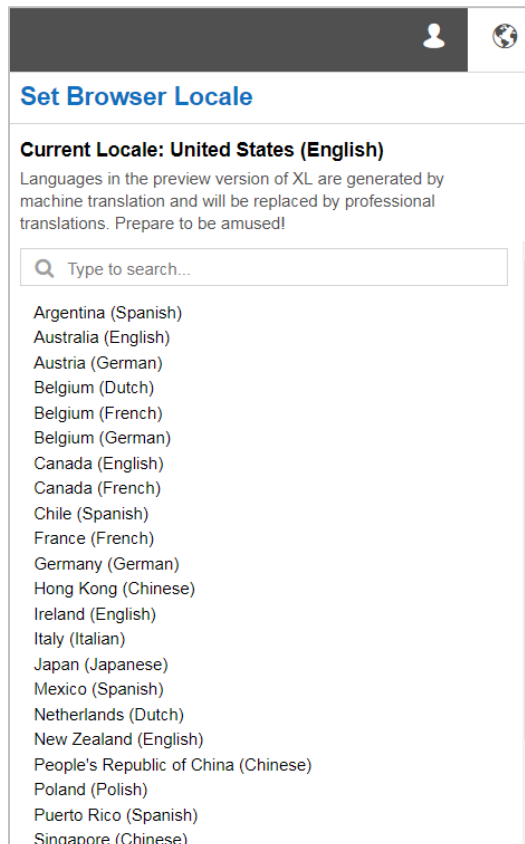 Set Browser Locale
Current Locale: United States (English)
Languages in the preview version of XL are generated by
machine translation and will be replaced by professional
translations. Prepare to be amused!
Type to search...
Argentina (Spanish)
Australia (English)
Austria (German)
Belgium (Dutch)
Belgium (French)
Belgium (German)
Canada (English)
Canada (French)
Chile (Spanish)
France (French)
Germany (German)
Hong Kong (Chinese)
Ireland (English)
Italy (Italian)
Japan (Japanese)
Mexico (Spanish)
Netherlands (Dutch)
New Zealand (English)
People's Republic of China (Chinese)
Poland (Polish)
Puerto Rico (Spanish)
Singapore (Chinese)